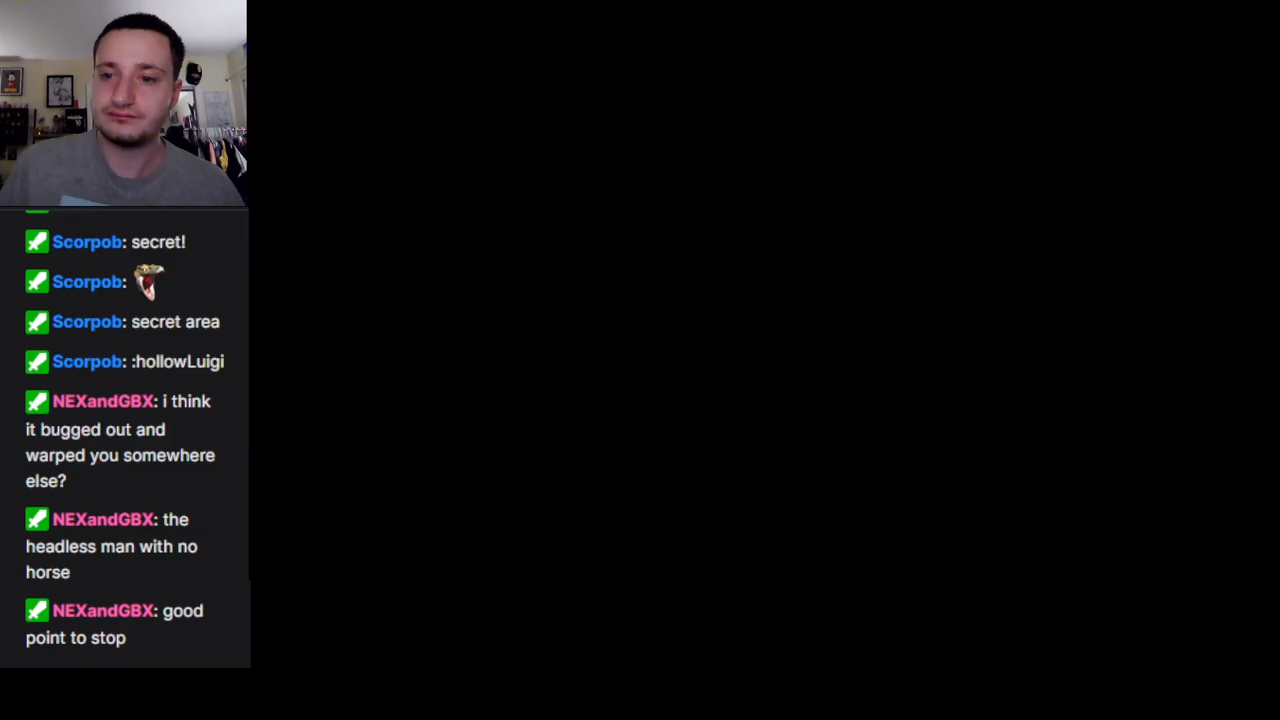 Scorpob: secret!
Scorpob:
Scorpob: secret area
Scorpob: :hollowLuigi
NEXandGBX: i think
it bugged out and
warped you somewhere
else?
NEXandGBX: the
headless man with no
horse
NEXandGBX: good
point to stop